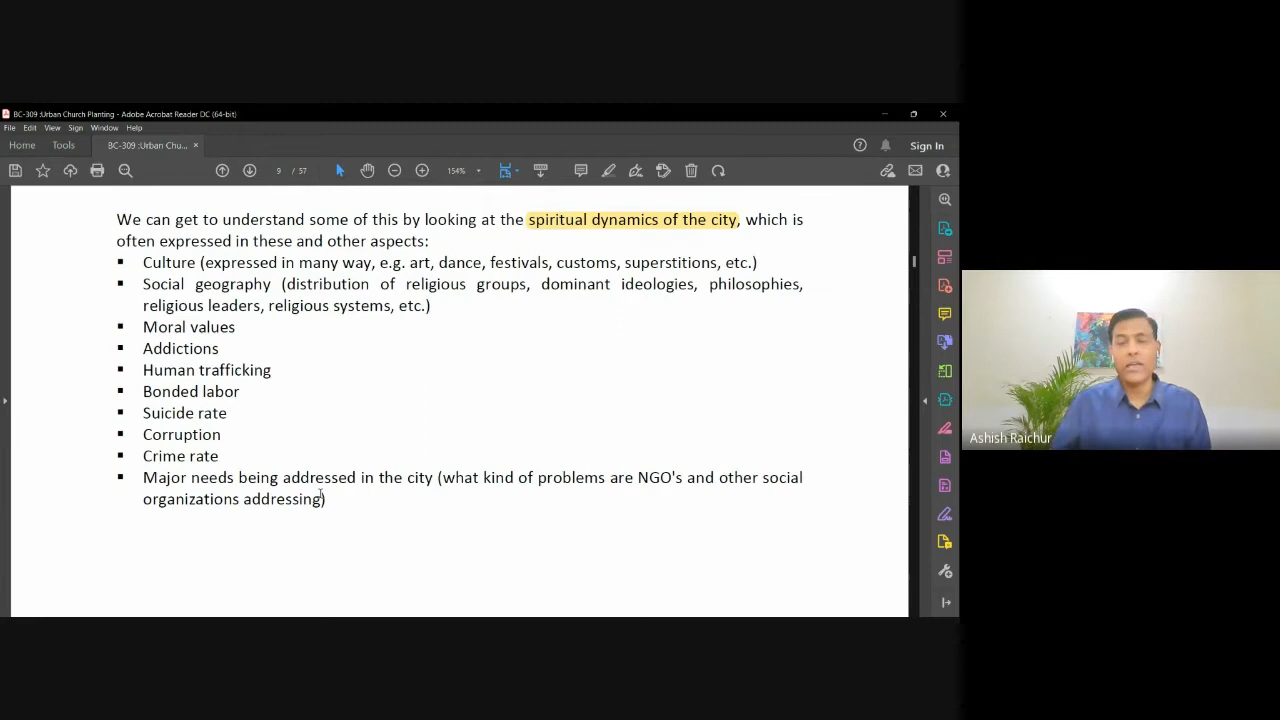 BC-309 :Urban Church Planting - Adobe Acrobat Reader DC (64-bit)
File Edit View Sign Window Help
Home Tools BC-309 :Urban Chu... × Sign In
9 / 57 154%
We can get to understand some of this by looking at the spiritual dynamics of the city, which is
often expressed in these and other aspects:
▪ Culture (expressed in many way, e.g. art, dance, festivals, customs, superstitions, etc.)
▪ Social geography (distribution of religious groups, dominant ideologies, philosophies,
religious leaders, religious systems, etc.)
▪ Moral values
▪ Addictions
▪ Human trafficking
▪ Bonded labor
▪ Suicide rate
▪ Corruption
▪ Crime rate
▪ Major needs being addressed in the city (what kind of problems are NGO's and other social
organizations addressing)
Ashish Raichur